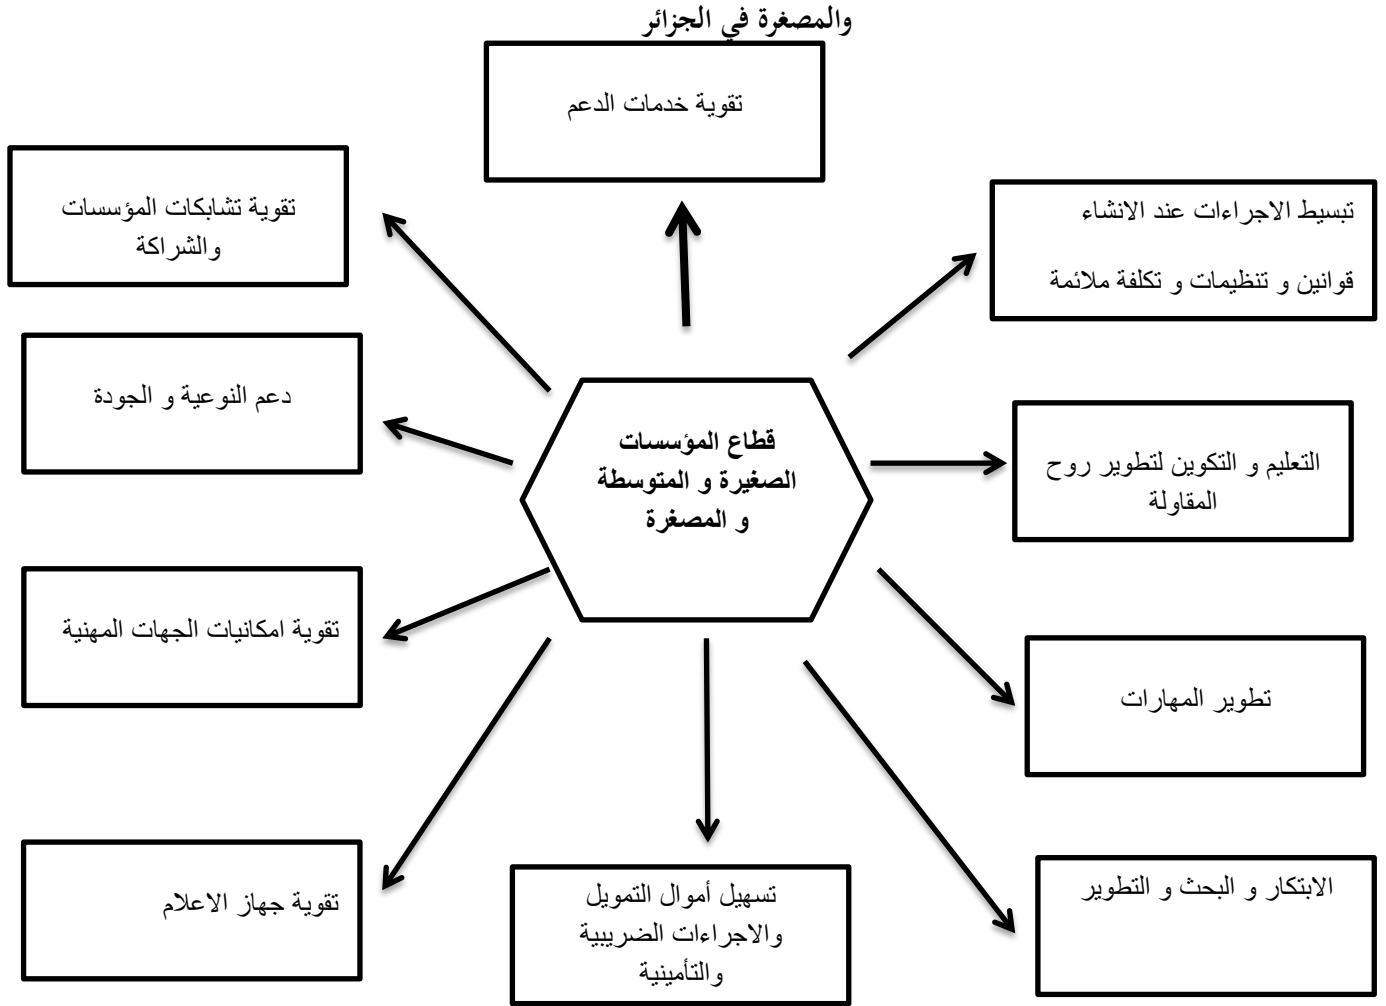 والمصغرة في الجزائر
تقوية خدمات الدعم
تبسيط الاجراءات عند الانشاء
قوانين و تنظيمات و تكلفة ملائمة
تقوية تشابكات المؤسسات
والشراكة
دعم النوعية و الجودة
قطاع المؤسسات
الصغيرة و المتوسطة
و المصغرة
التعليم و التكوين لتطوير روح
المقاولة
تقوية امكانيات الجهات المهنية
تطوير المهارات
الابتكار و البحث و التطوير
تسهيل أموال التمويل
والاجراءات الضريبية
والتأمينية
تقوية جهاز الاعلام